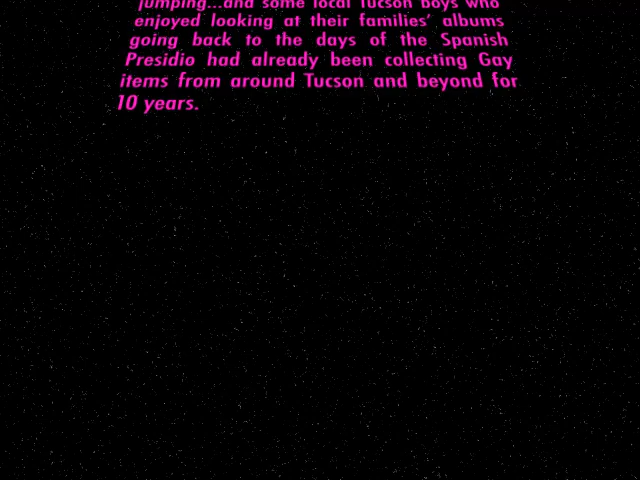 jumping...and some local Tucson boys who
enjoyed looking at their families' albums
going back to the days of the Spanish
Presidio had already been collecting Gay
items from around Tucson and beyond for
10 years.